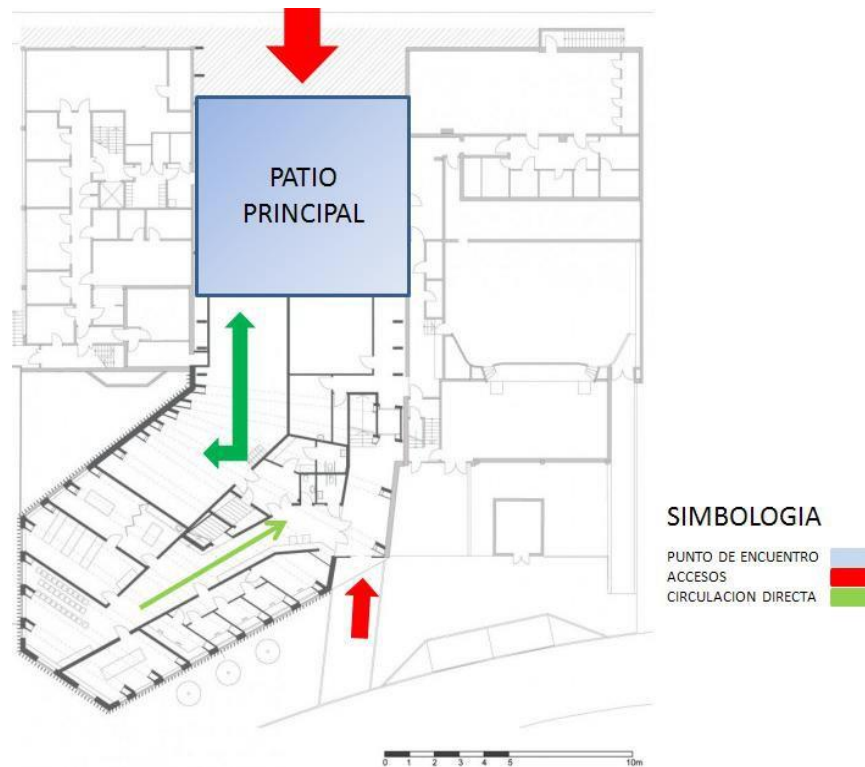 PATIO
PRINCIPAL
SIMBOLOGIA
PUNTO DE ENCUENTRO
ACCESOS
CIRCULACION DIRECTA
0 1 2 3 4 5 10m